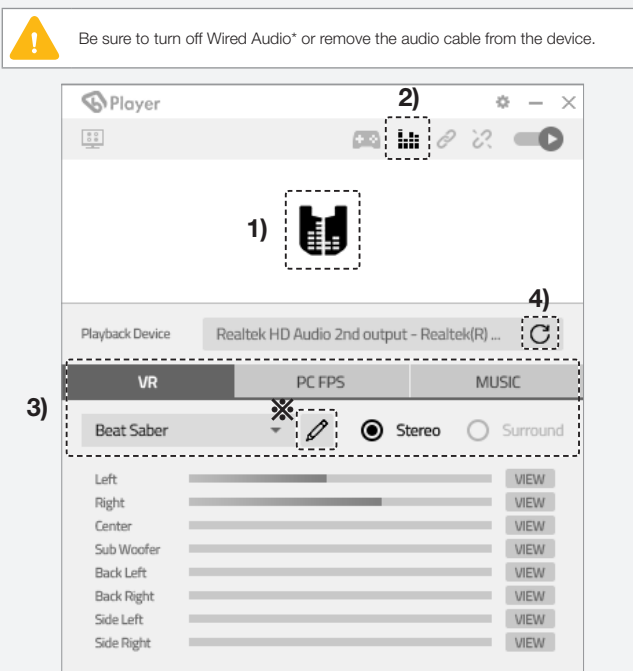 Be sure to turn off Wired Audio* or remove the audio cable from the device.
Player
2)
1)
4)
Playback Device Realtek HD Audio 2nd output - Realtek(R) ...
3)
VR PC FPS MUSIC
※
Beat Saber Stereo Surround
Left VIEW
Right VIEW
Center VIEW
Sub Woofer VIEW
Back Left VIEW
Back Right VIEW
Side Left VIEW
Side Right VIEW